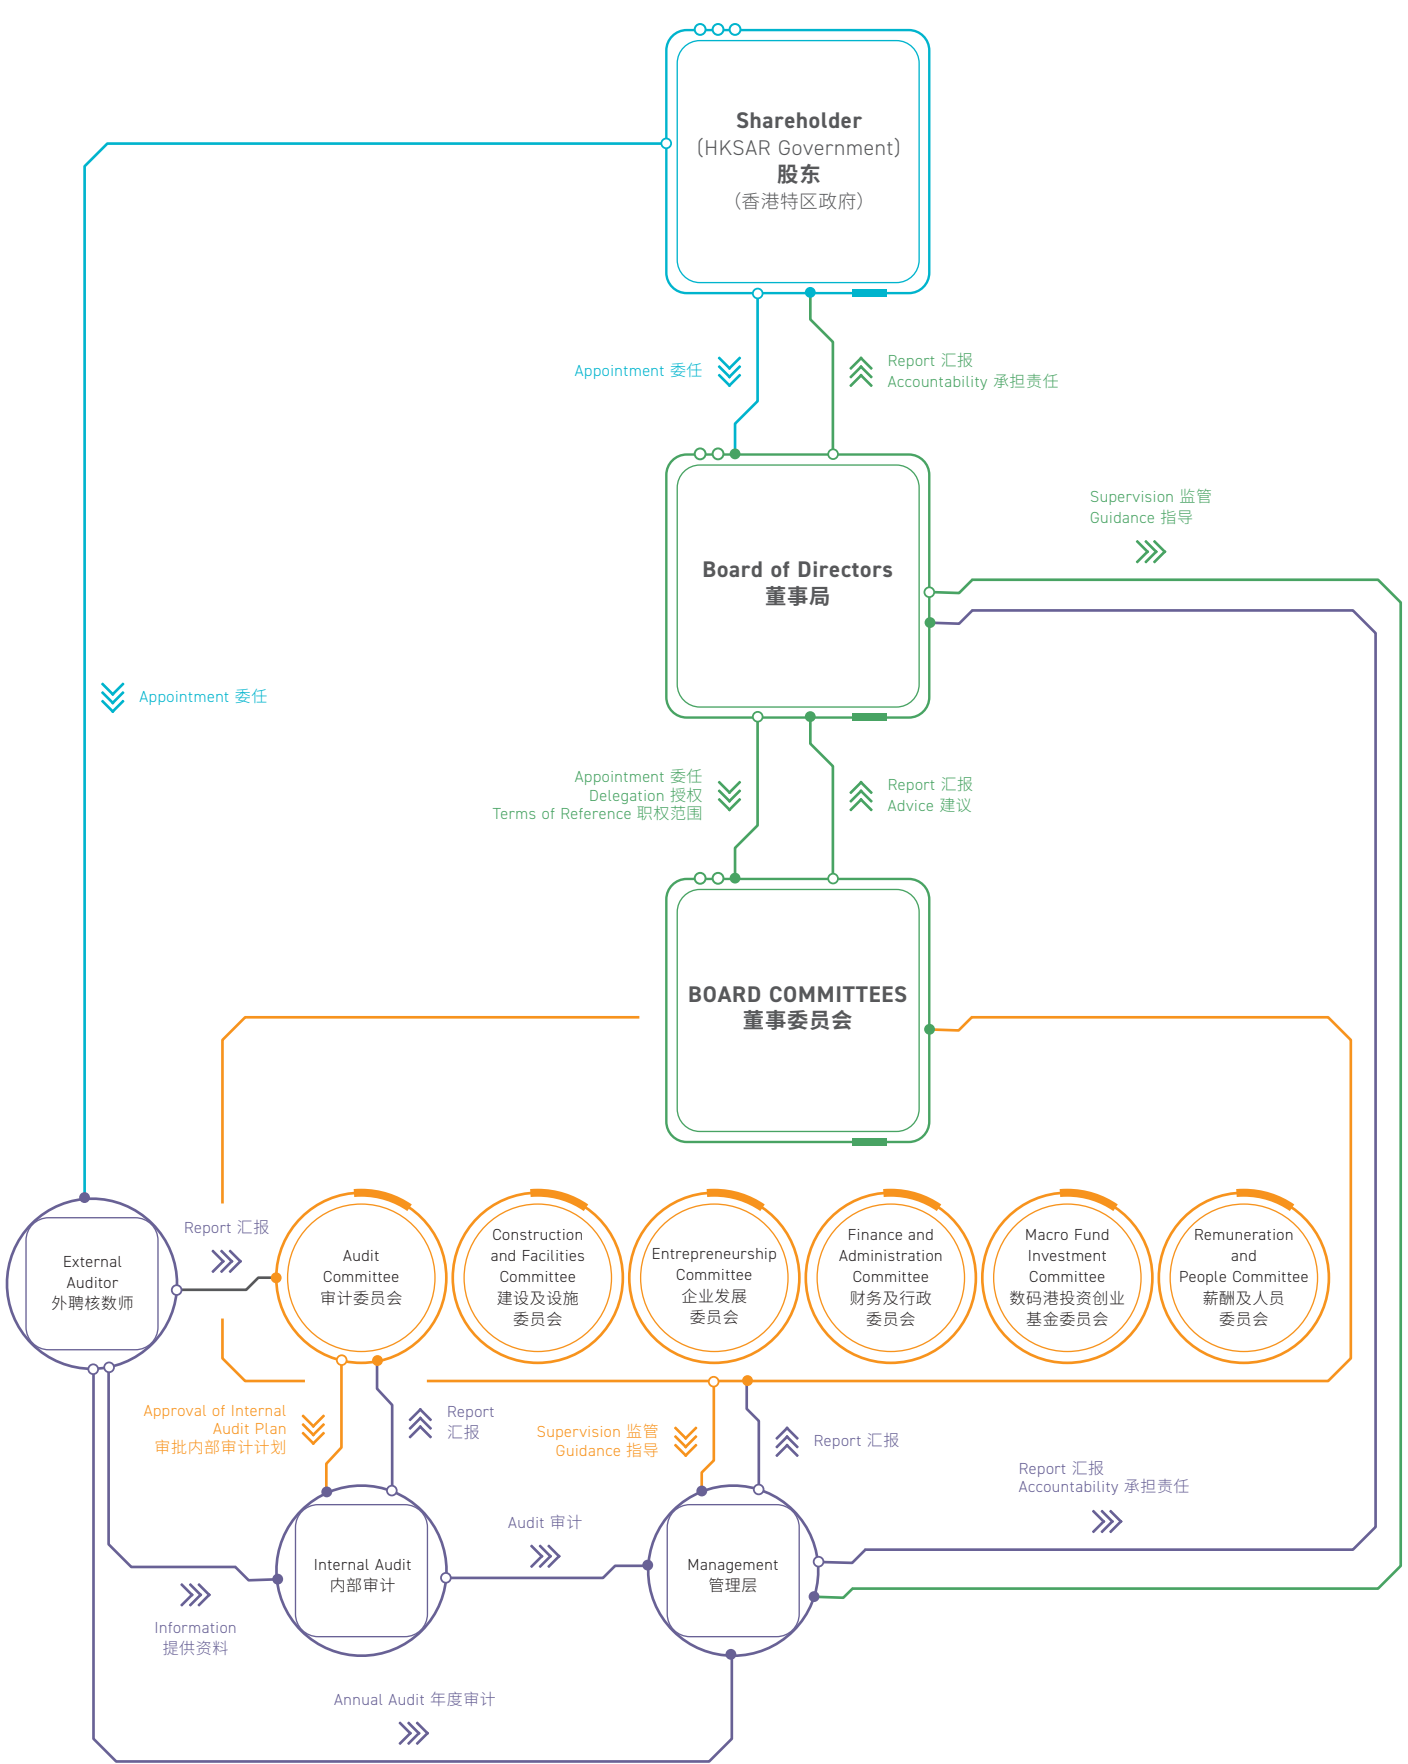 Shareholder
(HKSAR Government)
股东
(香港特区政府)
Appointment 委任
Report 汇报
Accountability 承担责任
Supervision 监管
Guidance 指导
Board of Directors
董事局
Appointment 委任
Appointment 委任
Delegation 授权
Terms of Reference 职权范围
Report 汇报
Advice 建议
BOARD COMMITTEES
董事委员会
Report 汇报
External
Auditor
外聘核数师
Audit
Committee
审计委员会
Construction
and Facilities
Committee
建设及设施
委员会
Entrepreneurship
Committee
企业发展
委员会
Finance and
Administration
Committee
财务及行政
委员会
Macro Fund
Investment
Committee
数码港投资创业
基金委员会
Remuneration
and
People Committee
薪酬及人员
委员会
Approval of Internal
Audit Plan
审批内部审计计划
Report
汇报
Supervision 监管
Guidance 指导
Report 汇报
Report 汇报
Accountability 承担责任
Audit 审计
Internal Audit
内部审计
Management
管理层
Information
提供资料
Annual Audit 年度审计